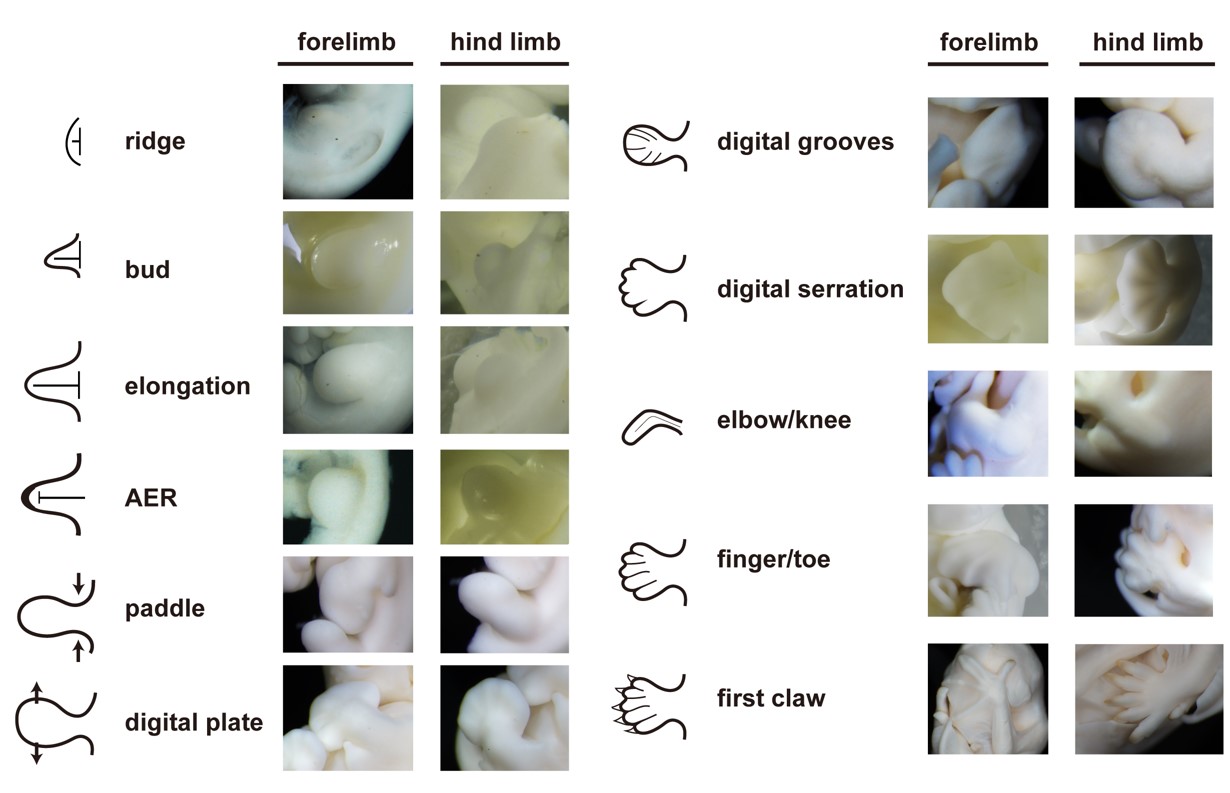 forelimb hind limb
ridge
bud
elongation
AER
paddle
digital plate
forelimb hind limb
digital grooves
digital serration
elbow/knee
finger/toe
first claw